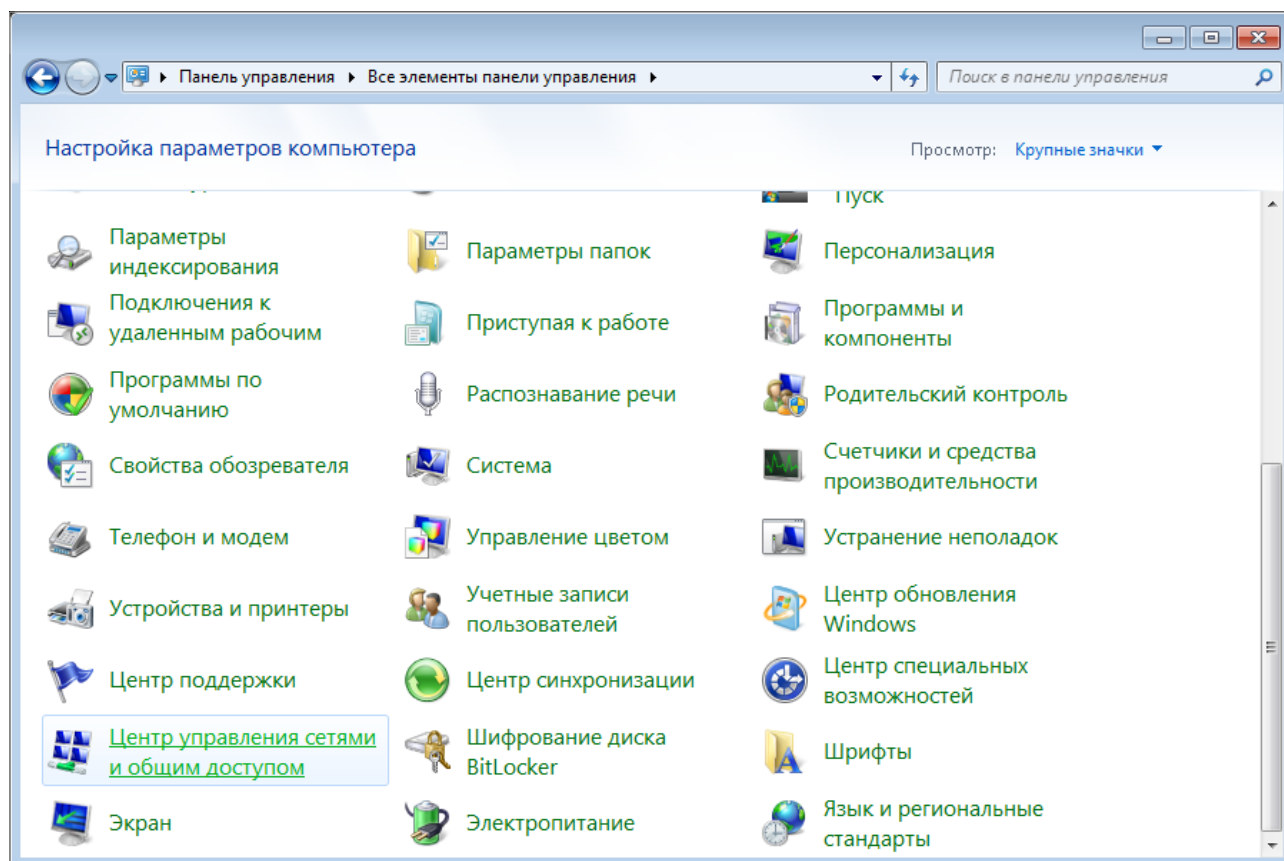 Панель управления ▸ Все элементы панели управления ▸
Поиск в панели управления
Настройка параметров компьютера
Просмотр: Крупные значки
Пуск
Параметры
индексирования
Параметры папок
Персонализация
Подключения к
удаленным рабочим
Приступая к работе
Программы и
компоненты
Программы по
умолчанию
Распознавание речи
Родительский контроль
Свойства обозревателя
Система
Счетчики и средства
производительности
Телефон и модем
Управление цветом
Устранение неполадок
Устройства и принтеры
Учетные записи
пользователей
Центр обновления
Windows
Центр поддержки
Центр синхронизации
Центр специальных
возможностей
Центр управления сетями
и общим доступом
Шифрование диска
BitLocker
Шрифты
Экран
Электропитание
Язык и региональные
стандарты